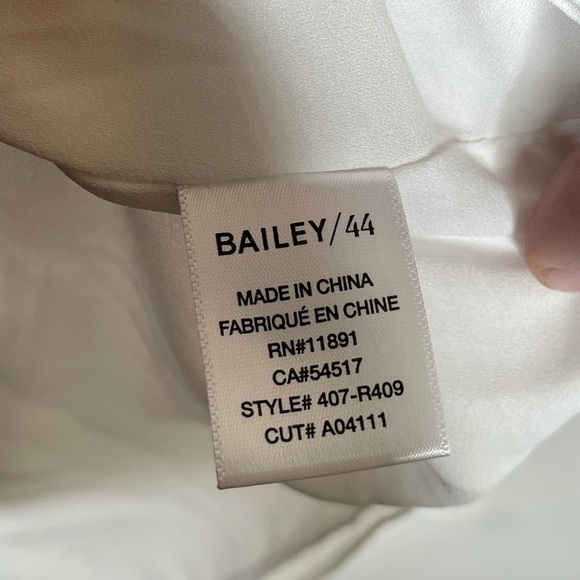 BAILEY/44
MADE IN CHINA
FABRIQUÉ EN CHINE
RN#11891
CA#54517
STYLE# 407-R409
CUT# A04111